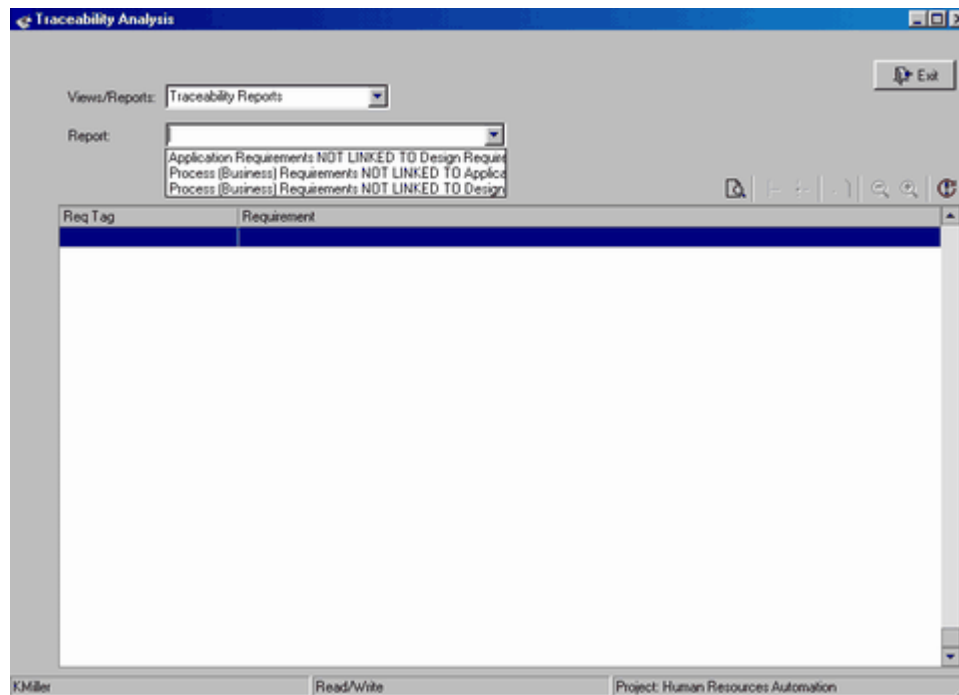 Traceability Analysis
Exit
Views/Reports: Traceability Reports
Report:
Application Requirements NOT LINKED TO Design Require
Process (Business) Requirements NOT LINKED TO Applica
Process (Business) Requirements NOT LINKED TO Design
Req Tag Requirement
KMiller Read/Write Project: Human Resources Automation